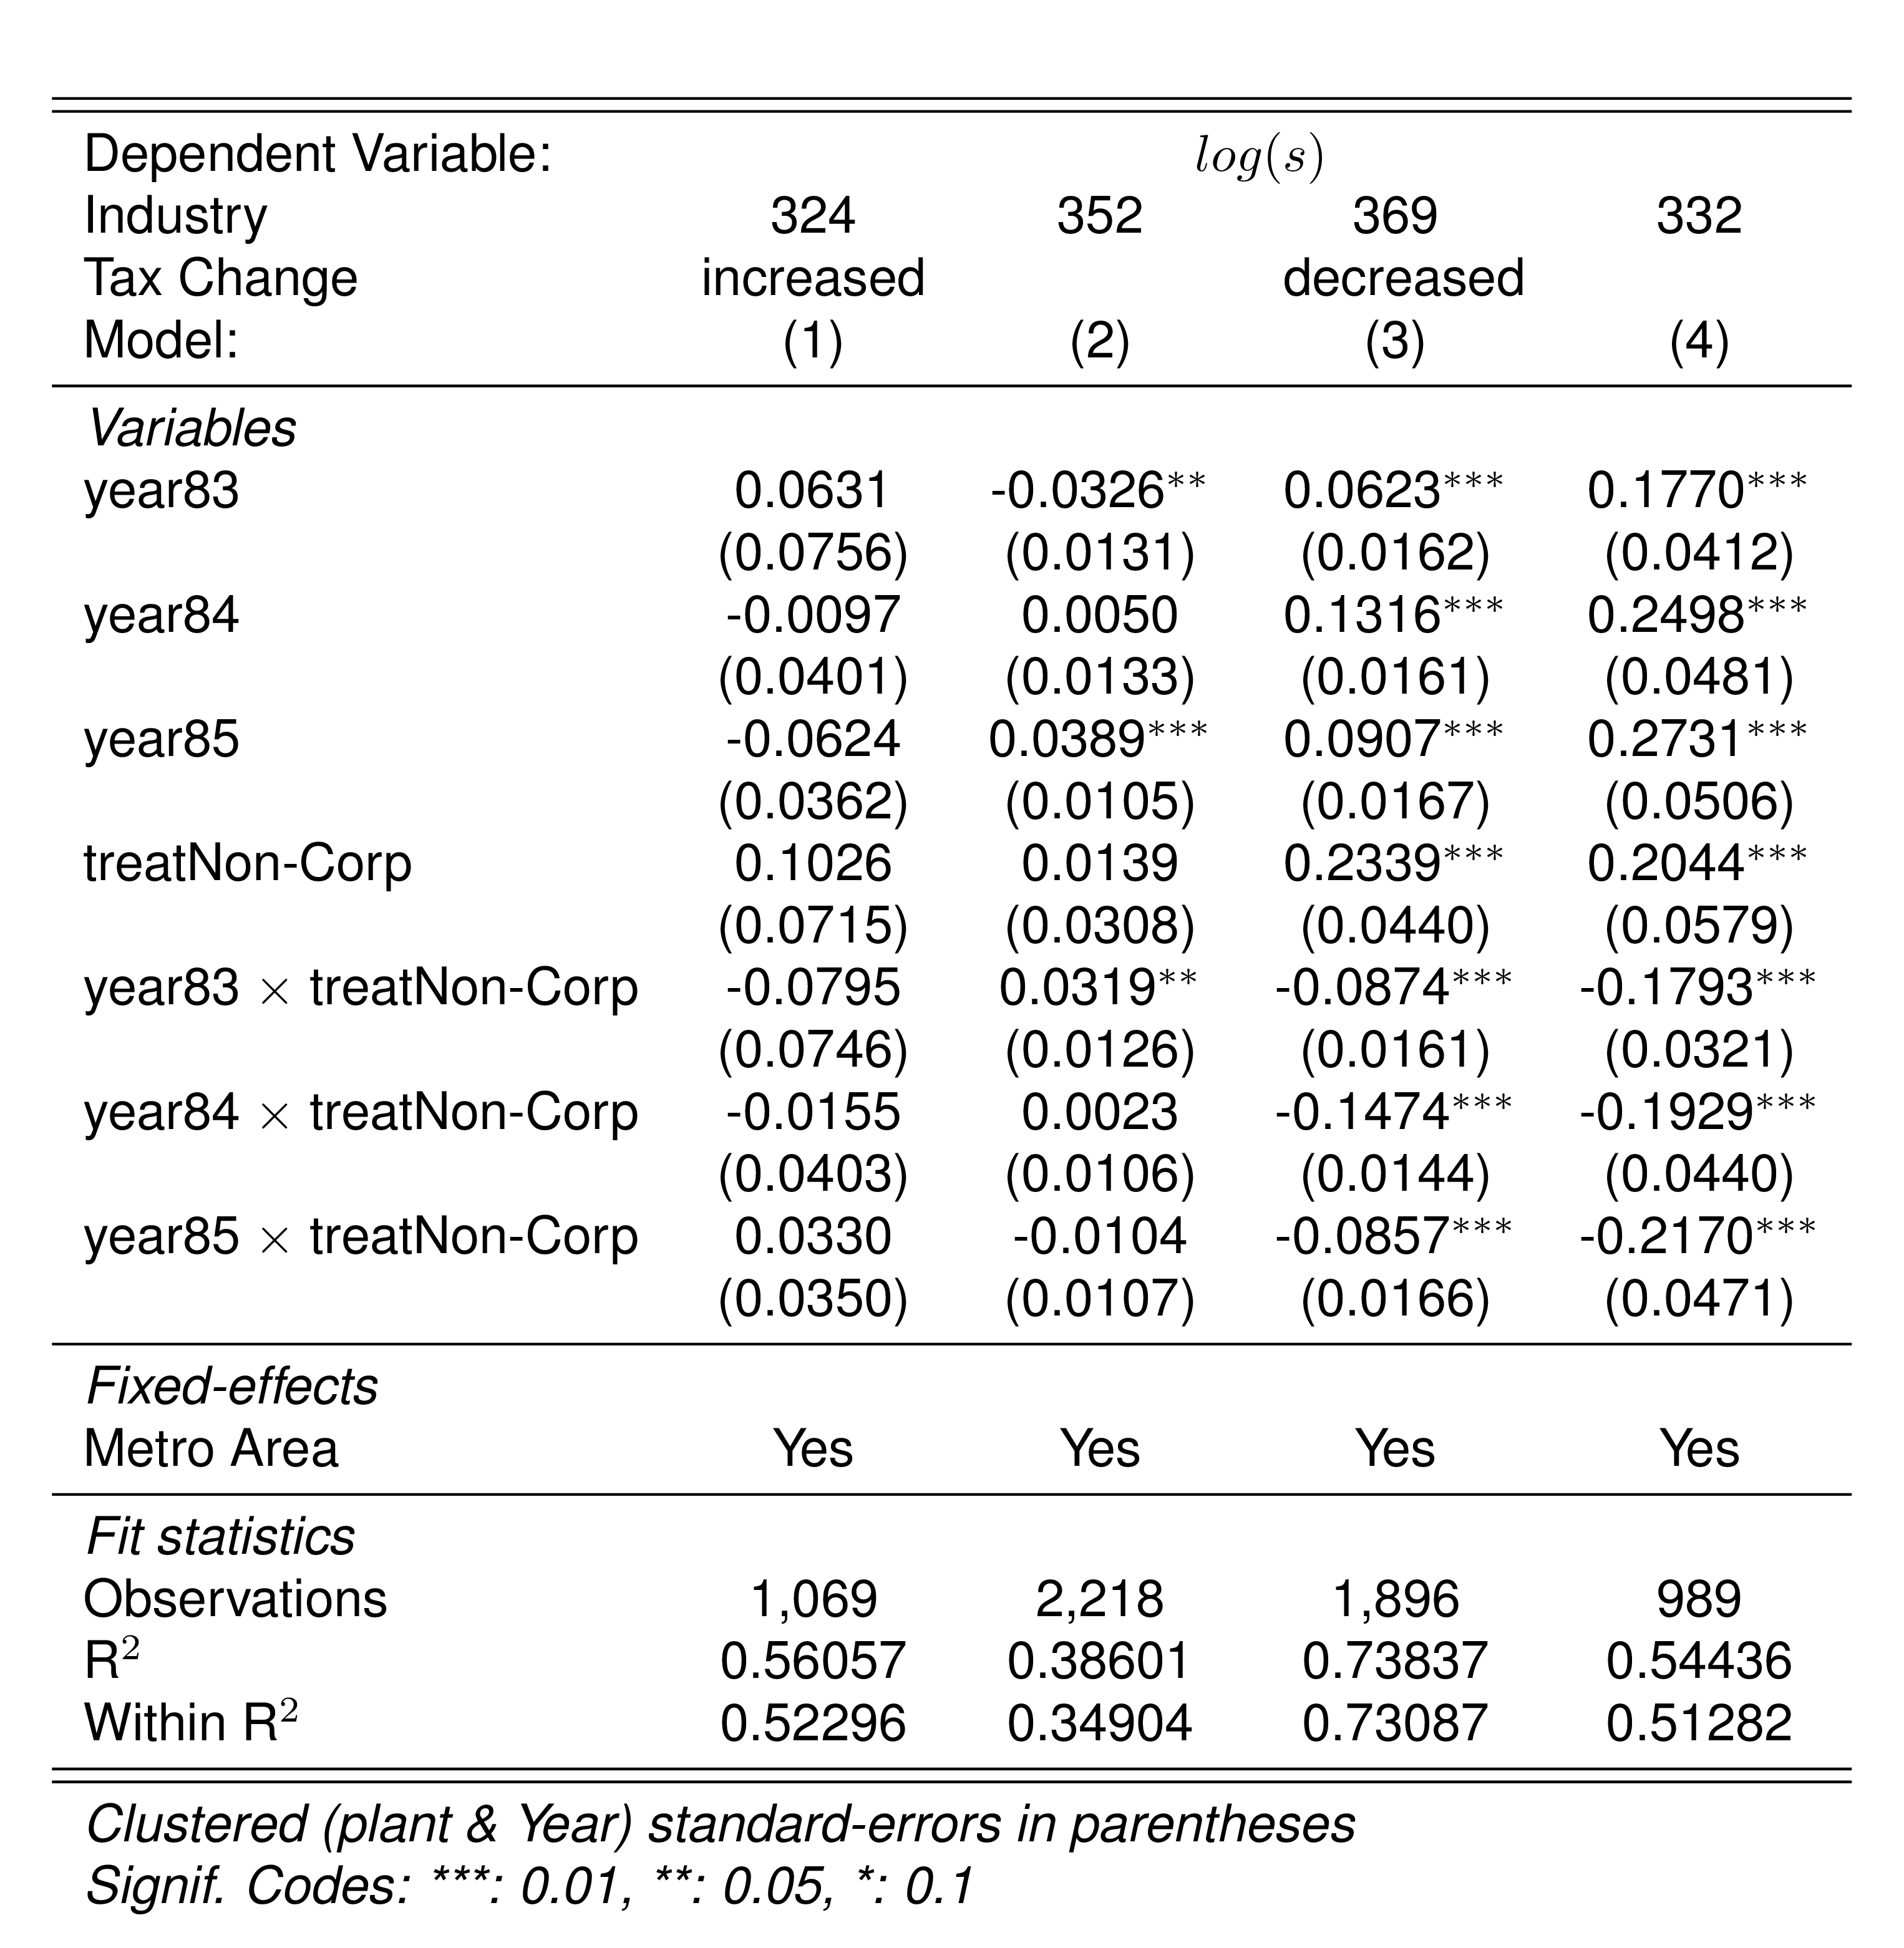 Dependent Variable: log(s)
Industry 324 352 369 332
Tax Change increased decreased
Model: (1) (2) (3) (4)
Variables
year83 0.0631 -0.0326** 0.0623*** 0.1770***
(0.0756) (0.0131) (0.0162) (0.0412)
year84 -0.0097 0.0050 0.1316*** 0.2498***
(0.0401) (0.0133) (0.0161) (0.0481)
year85 -0.0624 0.0389*** 0.0907*** 0.2731***
(0.0362) (0.0105) (0.0167) (0.0506)
treatNon-Corp 0.1026 0.0139 0.2339*** 0.2044***
(0.0715) (0.0308) (0.0440) (0.0579)
year83 × treatNon-Corp -0.0795 0.0319** -0.0874*** -0.1793***
(0.0746) (0.0126) (0.0161) (0.0321)
year84 × treatNon-Corp -0.0155 0.0023 -0.1474*** -0.1929***
(0.0403) (0.0106) (0.0144) (0.0440)
year85 × treatNon-Corp 0.0330 -0.0104 -0.0857*** -0.2170***
(0.0350) (0.0107) (0.0166) (0.0471)
Fixed-effects
Metro Area Yes Yes Yes Yes
Fit statistics
Observations 1,069 2,218 1,896 989
R² 0.56057 0.38601 0.73837 0.54436
Within R² 0.52296 0.34904 0.73087 0.51282
Clustered (plant & Year) standard-errors in parentheses
Signif. Codes: ***: 0.01, **: 0.05, *: 0.1